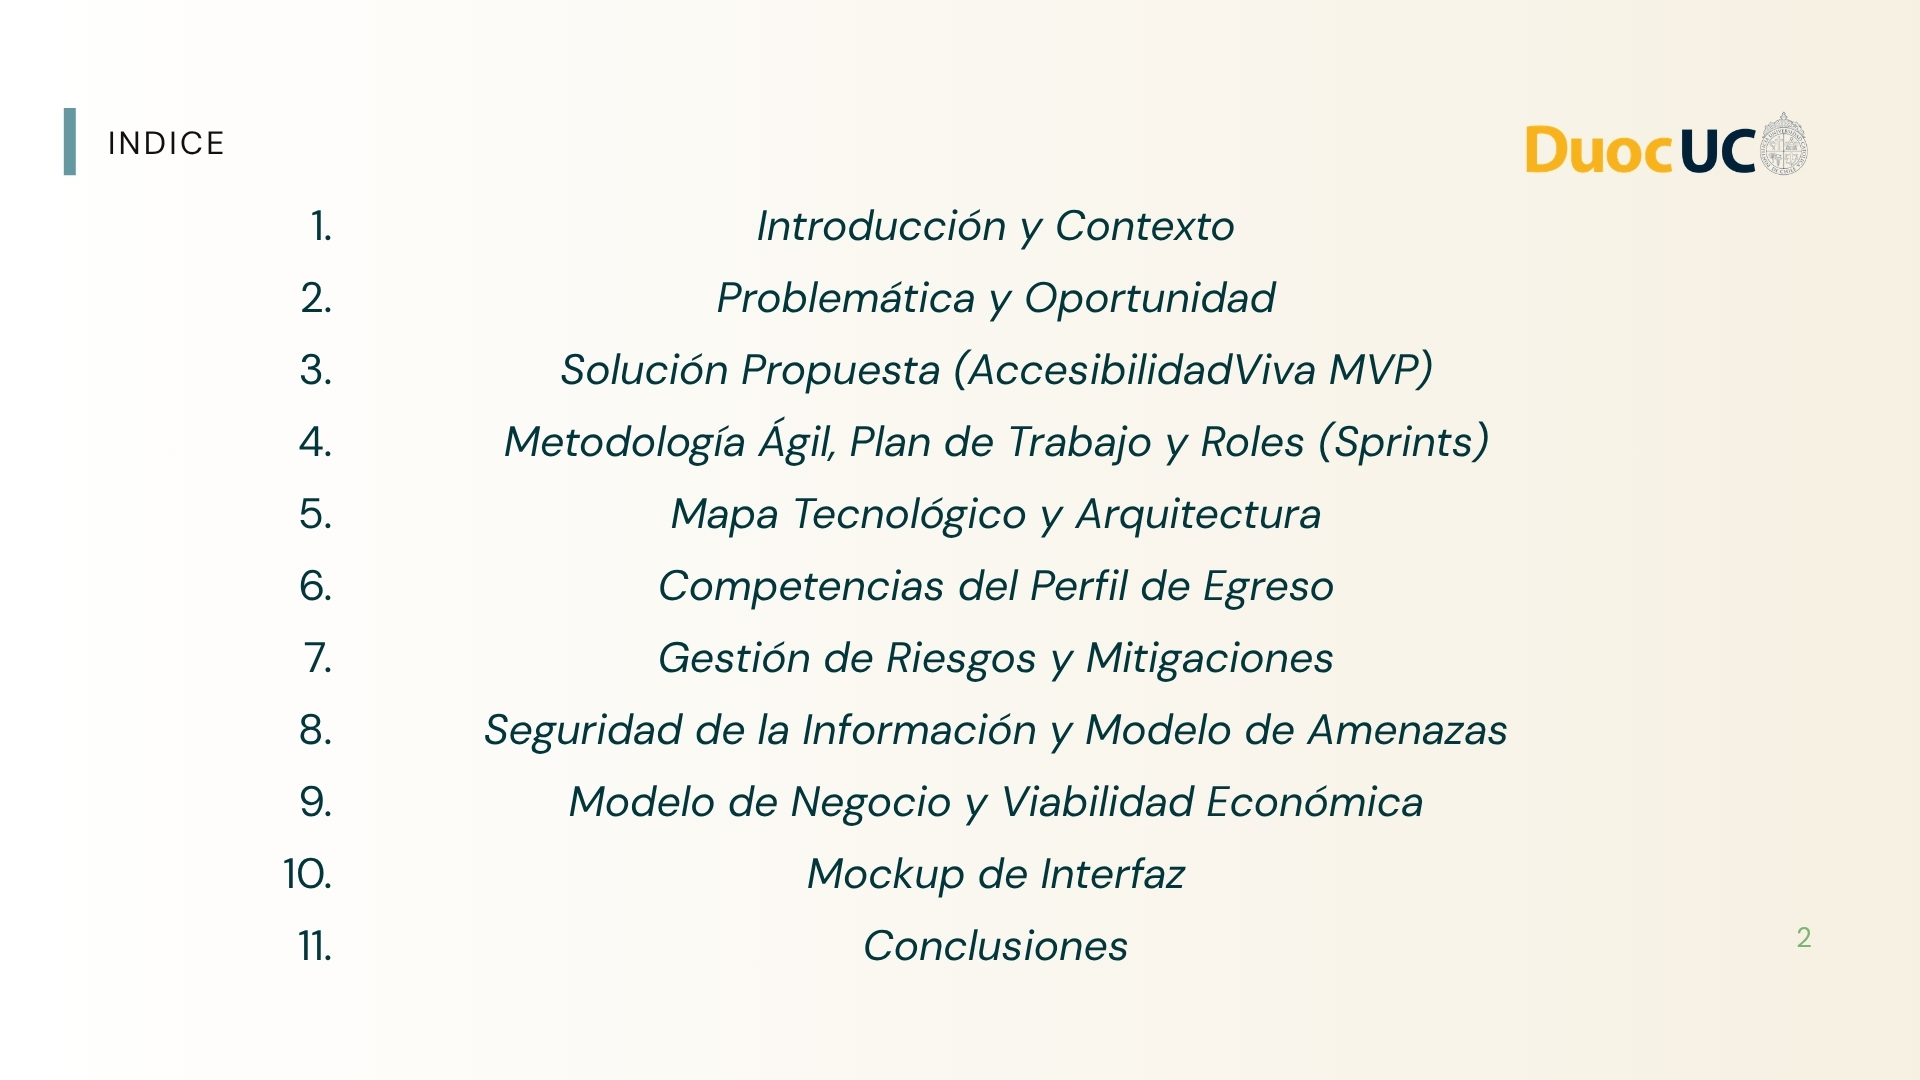 INDICE
Duoc UC
1. Introducción y Contexto
2. Problemática y Oportunidad
3. Solución Propuesta (AccesibilidadViva MVP)
4. Metodología Ágil, Plan de Trabajo y Roles (Sprints)
5. Mapa Tecnológico y Arquitectura
6. Competencias del Perfil de Egreso
7. Gestión de Riesgos y Mitigaciones
8. Seguridad de la Información y Modelo de Amenazas
9. Modelo de Negocio y Viabilidad Económica
10. Mockup de Interfaz
11. Conclusiones
2